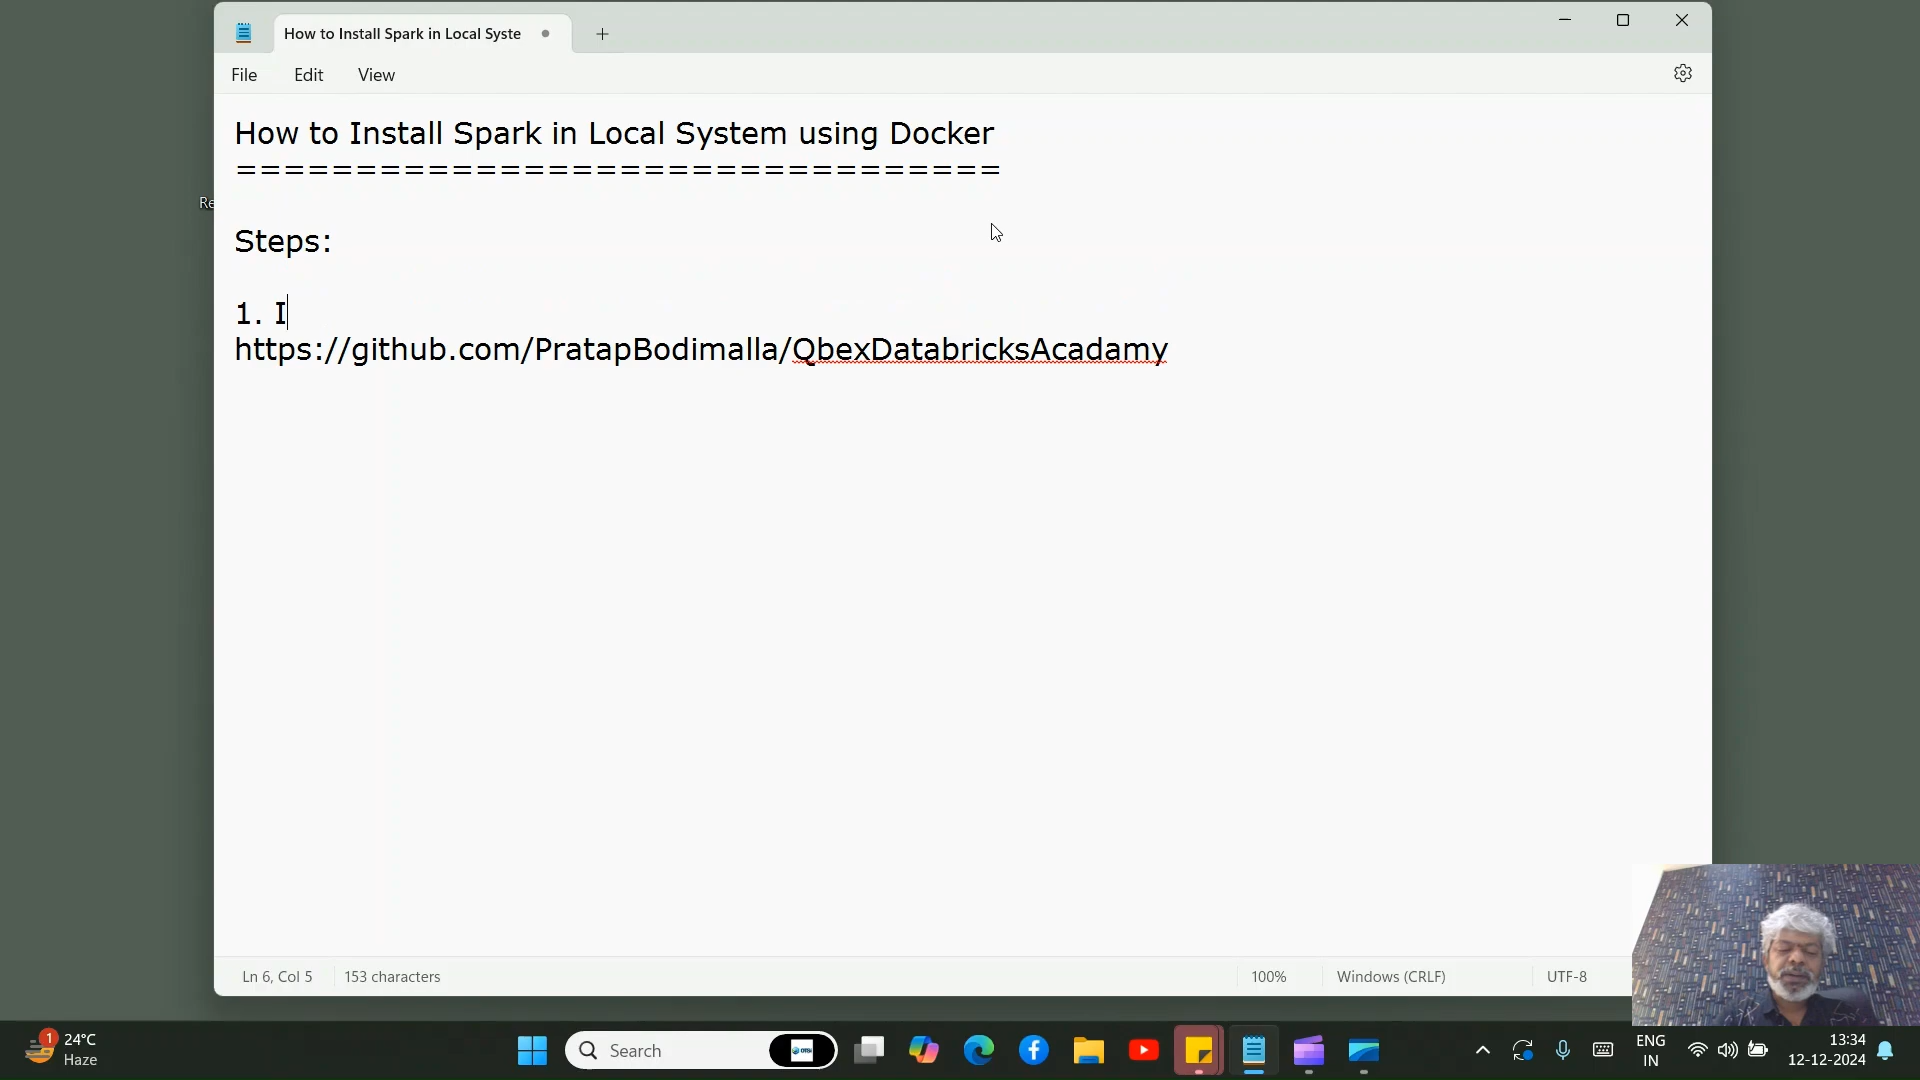 How to Install Spark in Local Syste
File Edit View
How to Install Spark in Local System using Docker
================================
Re
Steps:
1. I
https://github.com/PratapBodimalla/QbexDatabricksAcadamy
Ln 6, Col 5 153 characters 100% Windows (CRLF) UTF-8
1 24°C
Haze
Search
ENG
IN
13:34
12-12-2024